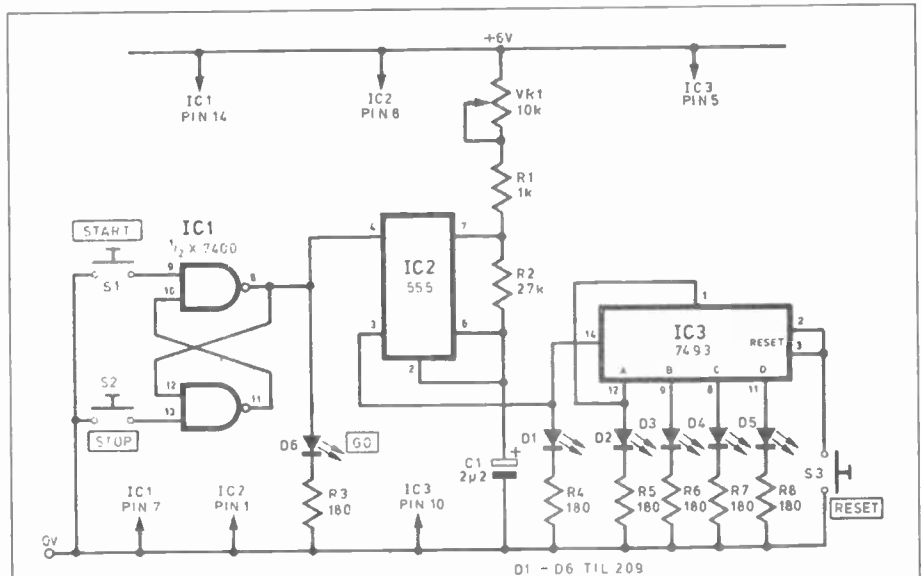 +6V
IC1
PIN 14
IC2
PIN 8
IC3
PIN 5
VR1
10k
R1
1k
IC1
½ x 7400
START
S1
9
10
8
12
13
11
S2
STOP
4
7
IC2
555
3
6
2
R2
27k
1
14
IC3
7493
RESET
2
3
A
B
C
D
12
9
8
11
D6
GO
R3
180
C1
2µ2
+
D1
D2
D3
D4
D5
R4
180
R5
180
R6
180
R7
180
R8
180
S3
RESET
IC1
PIN 7
IC2
PIN 1
IC3
PIN 10
0V
D1 - D6 TIL 209